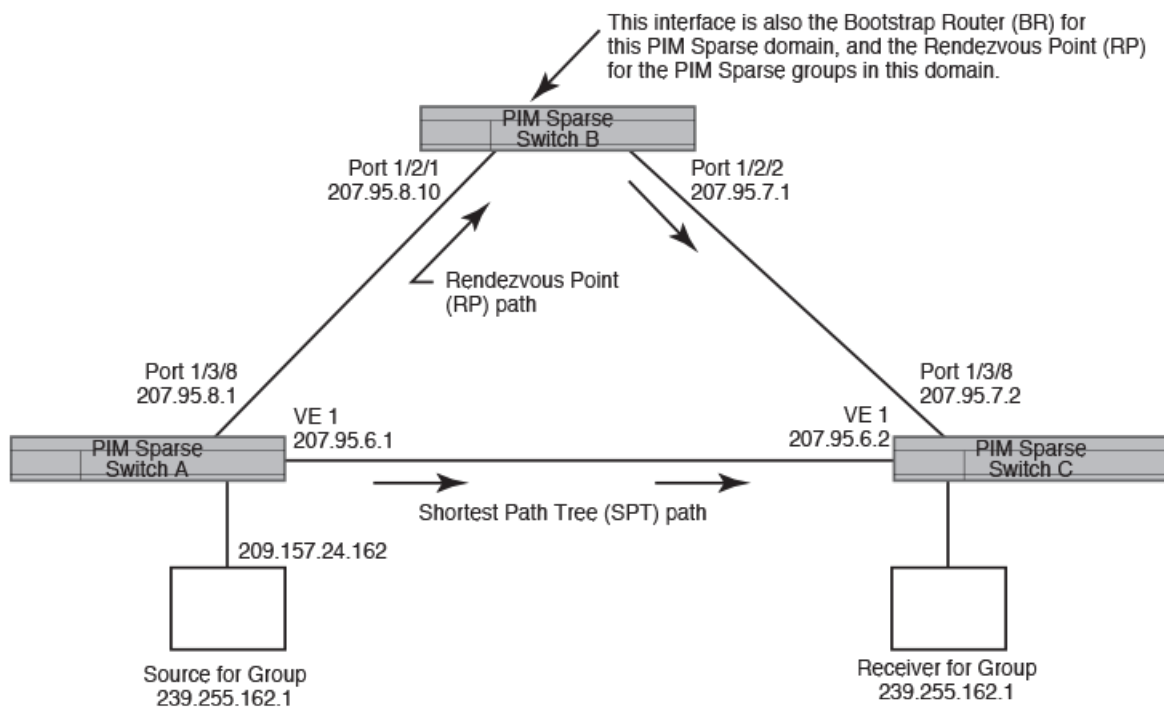 This interface is also the Bootstrap Router (BR) for
this PIM Sparse domain, and the Rendezvous Point (RP)
for the PIM Sparse groups in this domain.
PIM Sparse
Switch B
Port 1/2/1
207.95.8.10
Port 1/2/2
207.95.7.1
Rendezvous Point
(RP) path
Port 1/3/8
207.95.8.1
Port 1/3/8
207.95.7.2
VE 1
207.95.6.1
VE 1
207.95.6.2
PIM Sparse
Switch A
PIM Sparse
Switch C
Shortest Path Tree (SPT) path
209.157.24.162
Source for Group
239.255.162.1
Receiver for Group
239.255.162.1